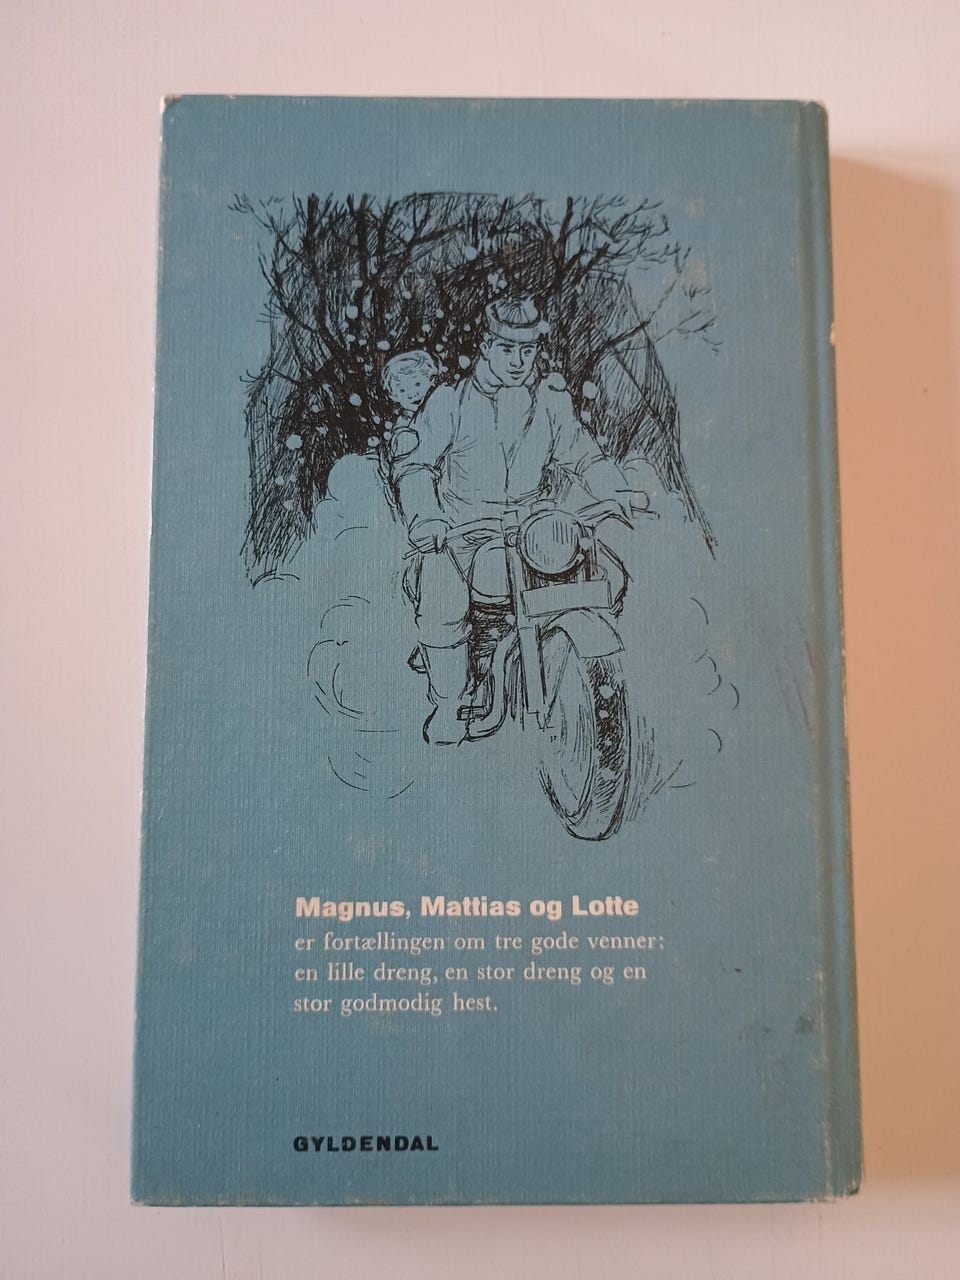 Magnus, Mattias og Lotte
er fortællingen om tre gode venner:
en lille dreng, en stor dreng og en
stor godmodig hest.
GYLDENDAL